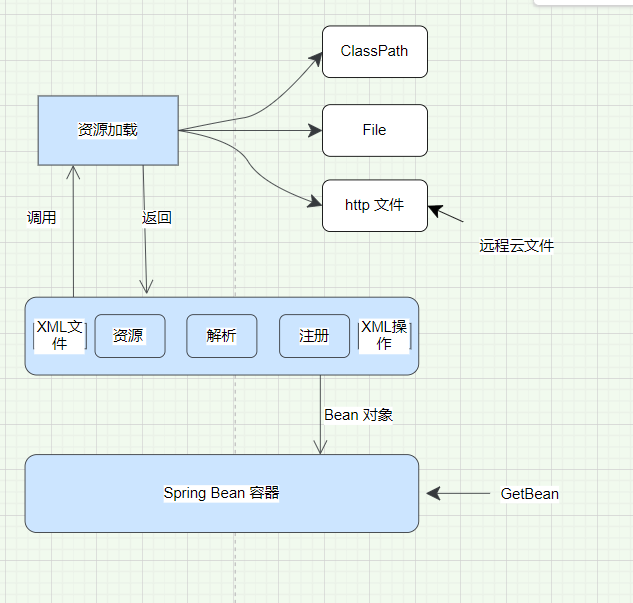 ClassPath
资源加载
File
http 文件
调用
返回
远程云文件
XML文
件
资源
解析
注册
XML操
作
Bean 对象
Spring Bean 容器
GetBean